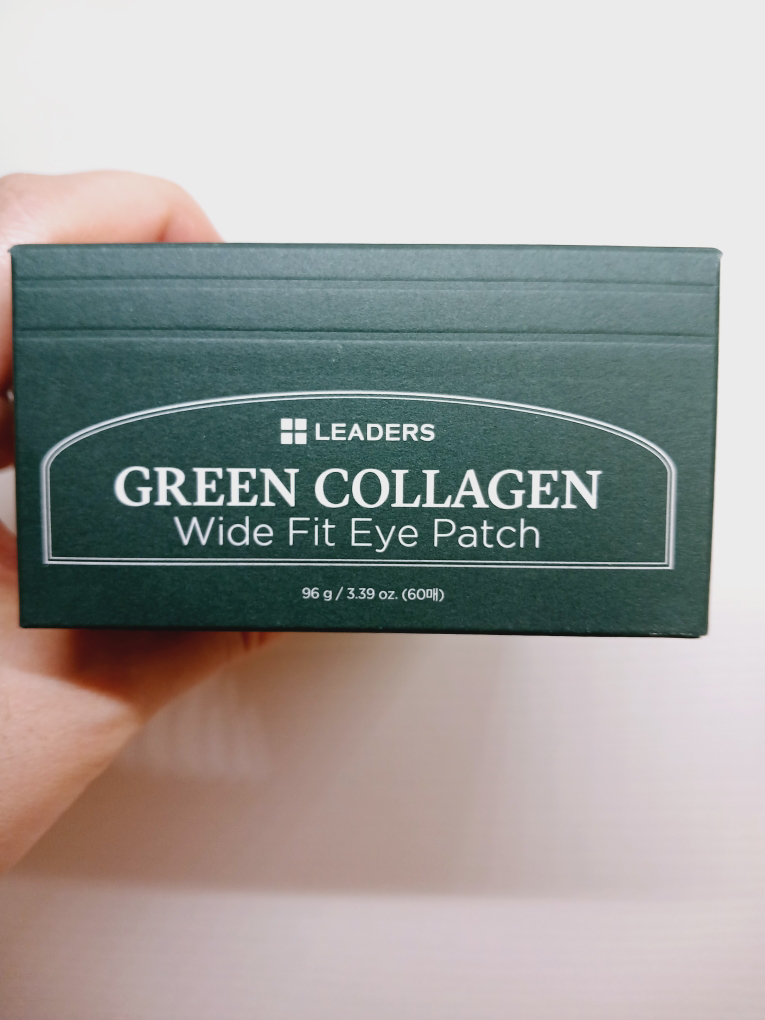 LEADERS
GREEN COLLAGEN
Wide Fit Eye Patch
96 g / 3.39 oz. (60매)